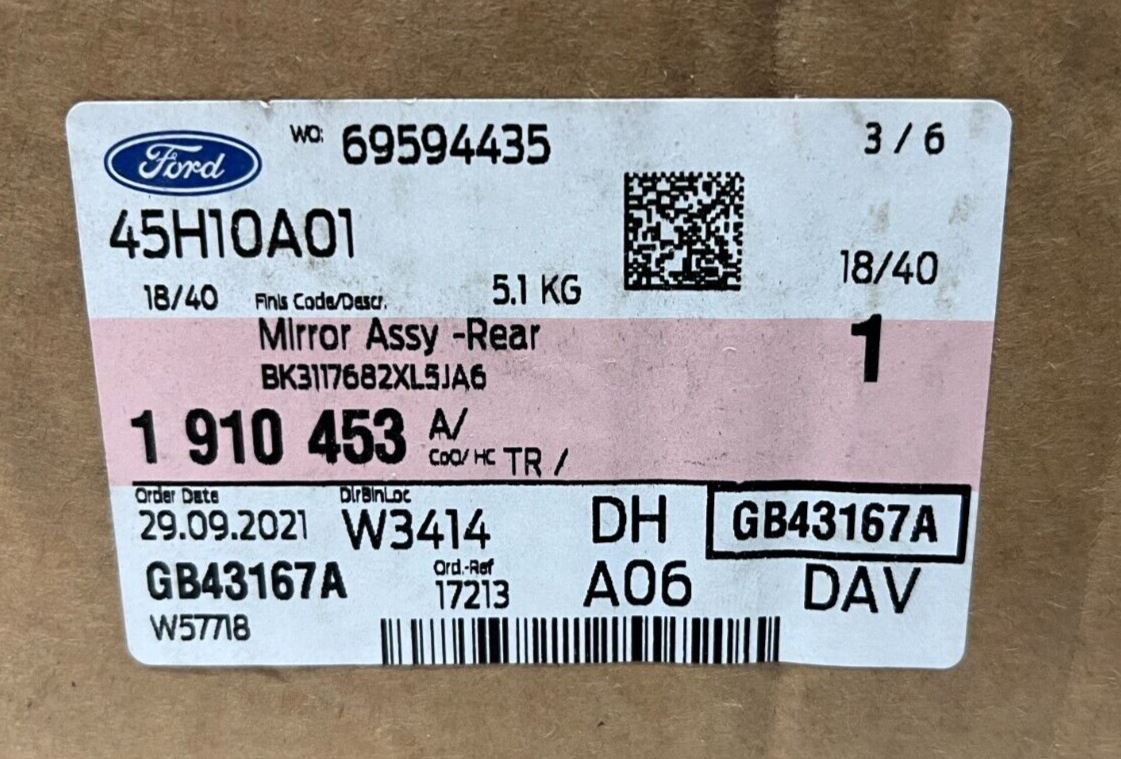 Ford
WO: 69594435
3 / 6
45H10A01
18/40
18/40 Finis Code/Descr. 5.1 KG
Mirror Assy -Rear
1
BK3117682XL5JA6
1 910 453 A/
CoO/ HC TR /
Order Date DirBinLoc
29.09.2021 W3414 DH GB43167A
GB43167A Ord.-Ref A06 DAV
17213
W57718